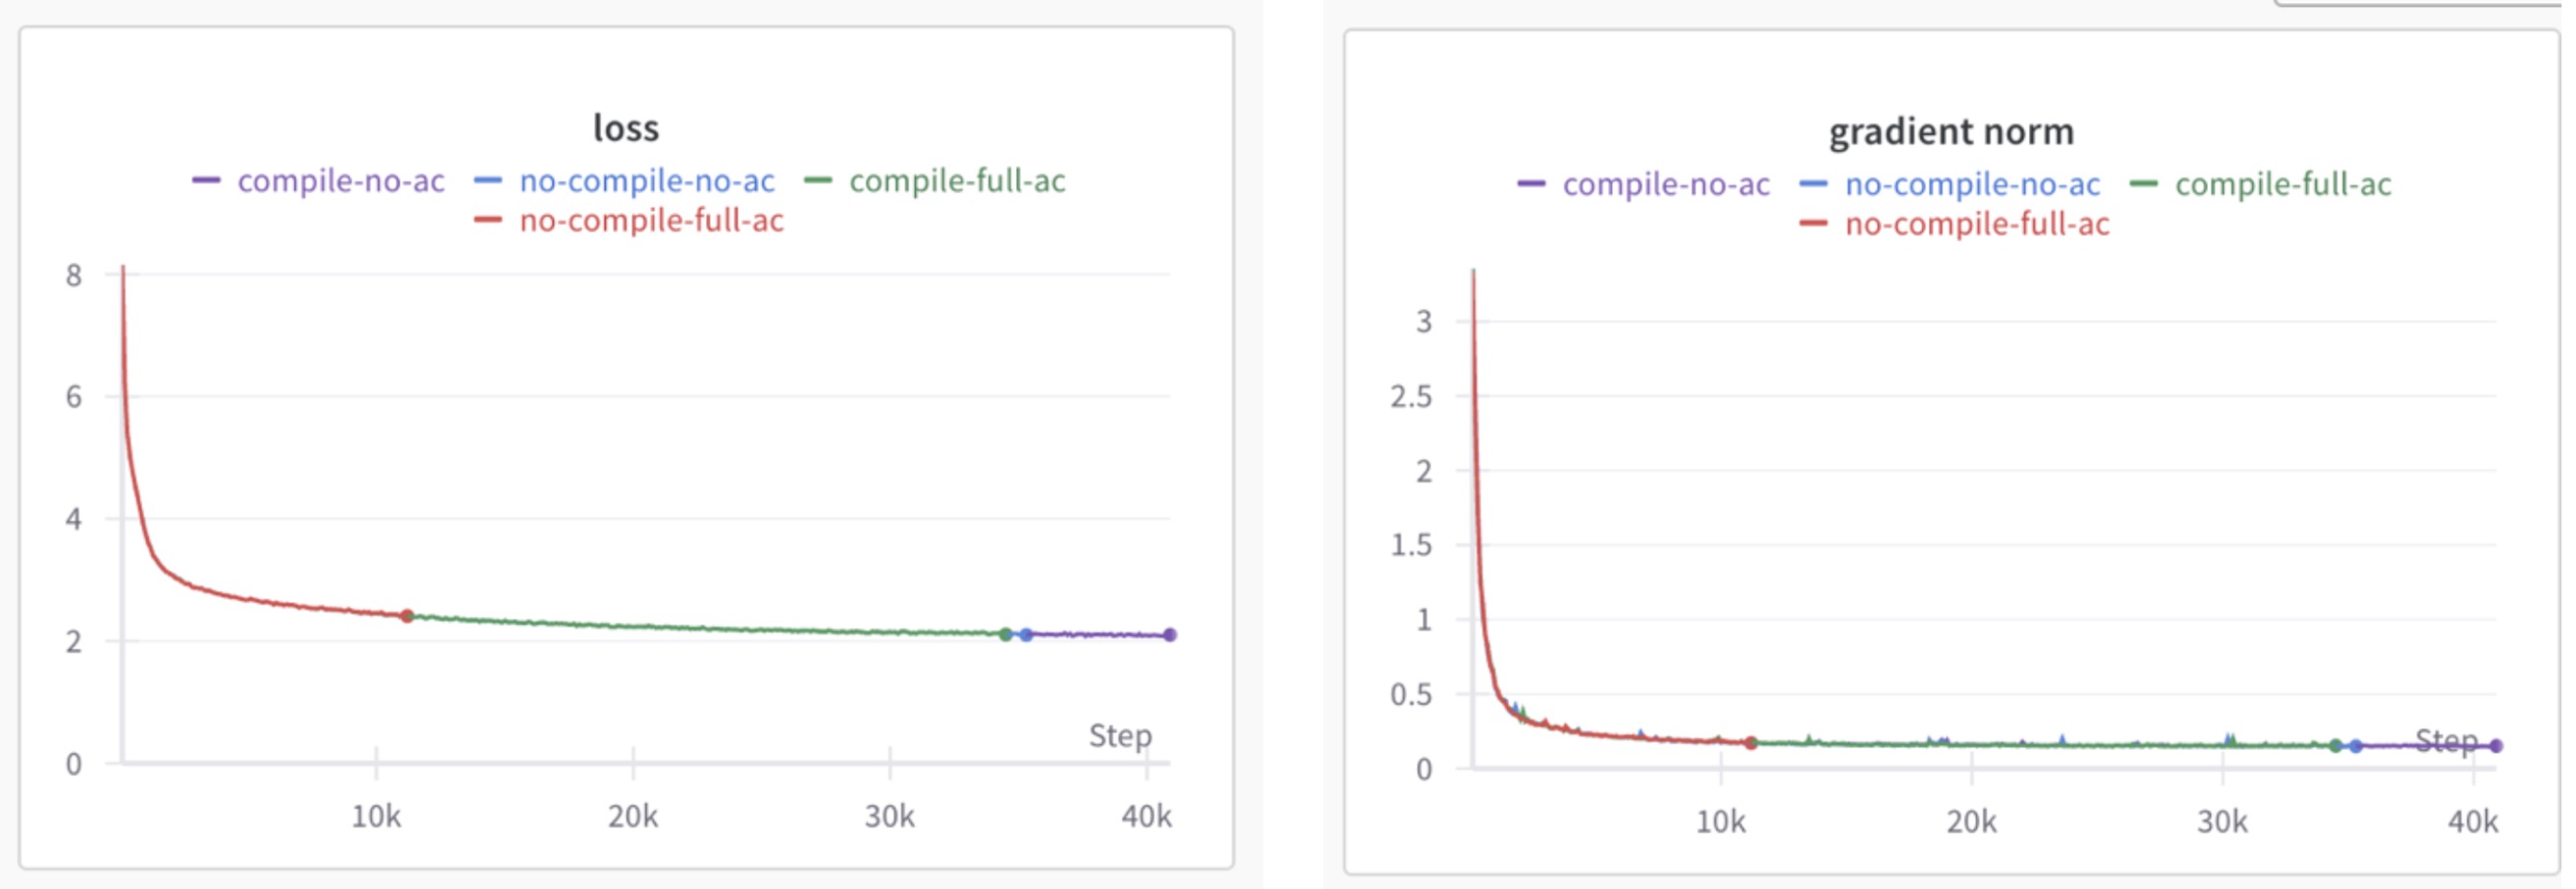 loss
compile-no-ac no-compile-no-ac compile-full-ac
no-compile-full-ac
8
6
4
2
0
Step
10k 20k 30k 40k
gradient norm
compile-no-ac no-compile-no-ac compile-full-ac
no-compile-full-ac
3
2.5
2
1.5
1
0.5
0
Step
10k 20k 30k 40k